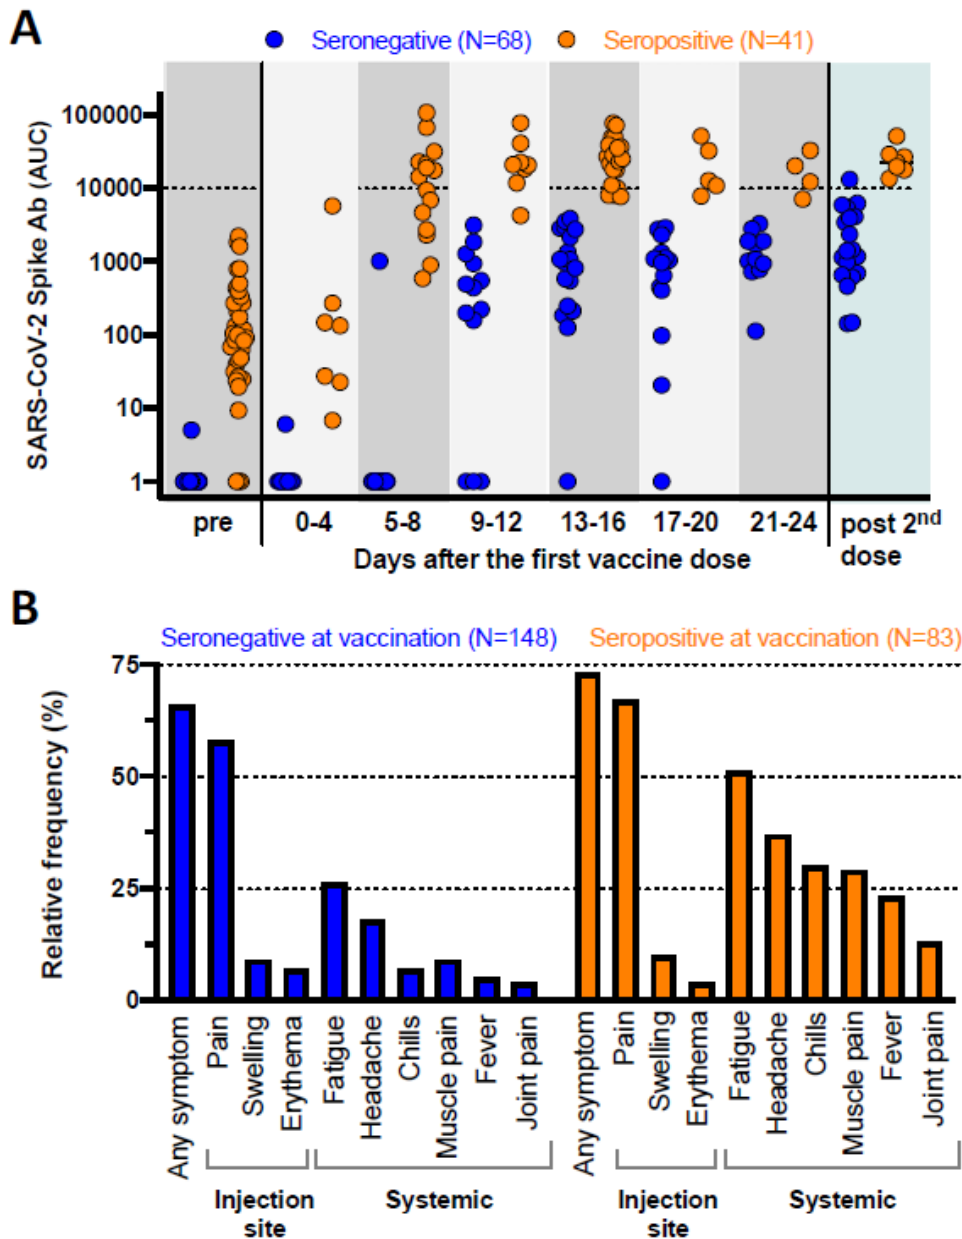 A
Seronegative (N=68) Seropositive (N=41)
SARS-CoV-2 Spike Ab (AUC)
100000
10000
1000
100
10
1
pre 0-4 5-8 9-12 13-16 17-20 21-24 post 2nd dose
Days after the first vaccine dose
B
Seronegative at vaccination (N=148) Seropositive at vaccination (N=83)
Relative frequency (%)
75
50
25
0
Any symptom
Pain
Swelling
Erythema
Fatigue
Headache
Chills
Muscle pain
Fever
Joint pain
Any symptom
Pain
Swelling
Erythema
Fatigue
Headache
Chills
Muscle pain
Fever
Joint pain
Injection site
Systemic
Injection site
Systemic